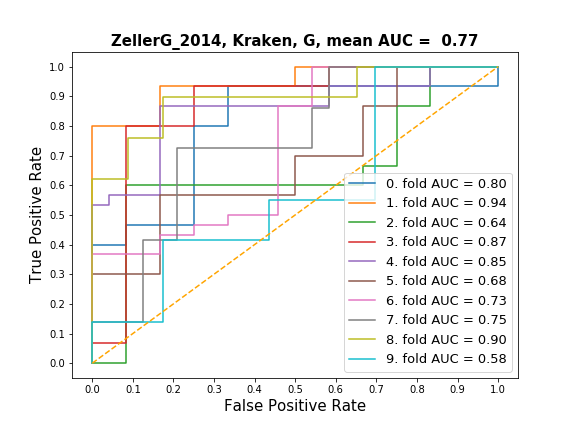 ZellerG_2014, Kraken, G, mean AUC =  0.77
True Positive Rate
1.0
0.9
0.8
0.7
0.6
0.5
0.4
0.3
0.2
0.1
0.0
0. fold AUC = 0.80
1. fold AUC = 0.94
2. fold AUC = 0.64
3. fold AUC = 0.87
4. fold AUC = 0.85
5. fold AUC = 0.68
6. fold AUC = 0.73
7. fold AUC = 0.75
8. fold AUC = 0.90
9. fold AUC = 0.58
0.0 0.1 0.2 0.3 0.4 0.5 0.6 0.7 0.8 0.9 1.0
False Positive Rate